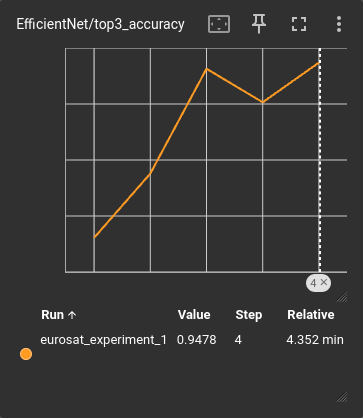 EfficientNet/top3_accuracy
4 ×
Run ↑ Value Step Relative
eurosat_experiment_1 0.9478 4 4.352 min